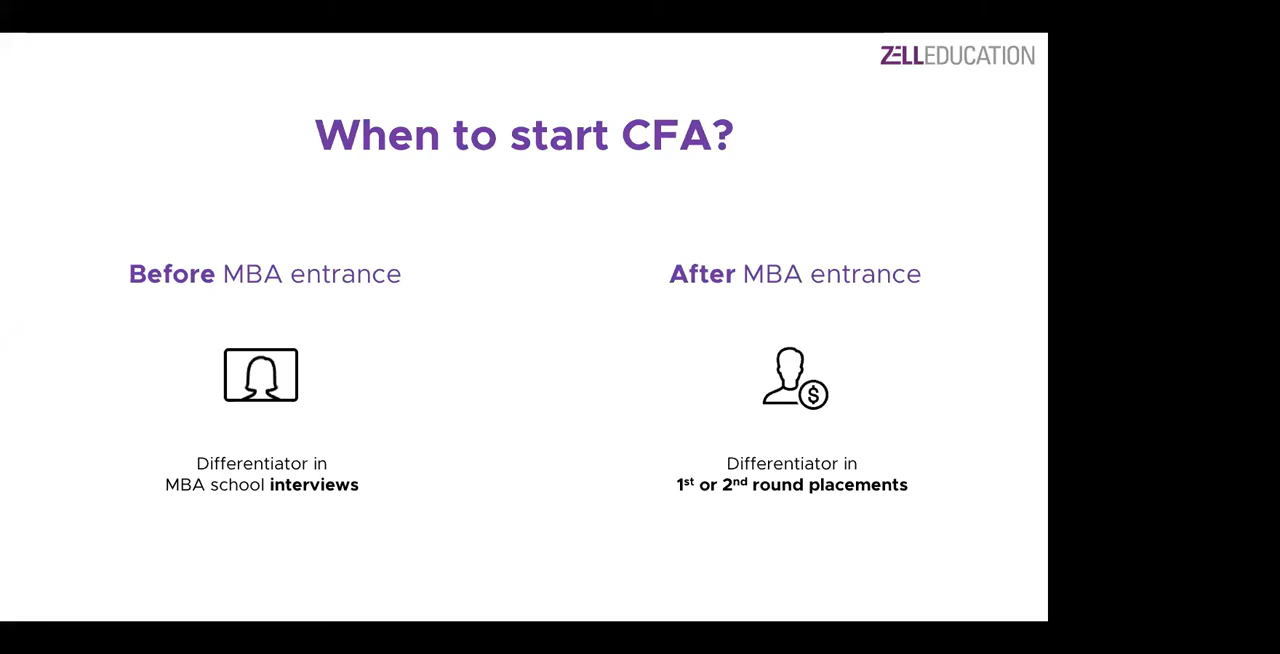 ZELLEDUCATION
When to start CFA?
Before MBA entrance
After MBA entrance
$
Differentiator in
MBA school interviews
Differentiator in
1st or 2nd round placements